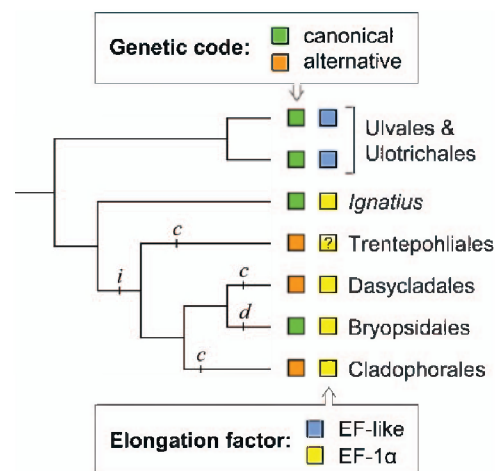 Genetic code:
canonical
alternative
Ulvales &
Ulotrichales
Ignatius
c
? Trentepohliales
i
c
Dasycladales
d
Bryopsidales
c
Cladophorales
Elongation factor:
EF-like
EF-1α